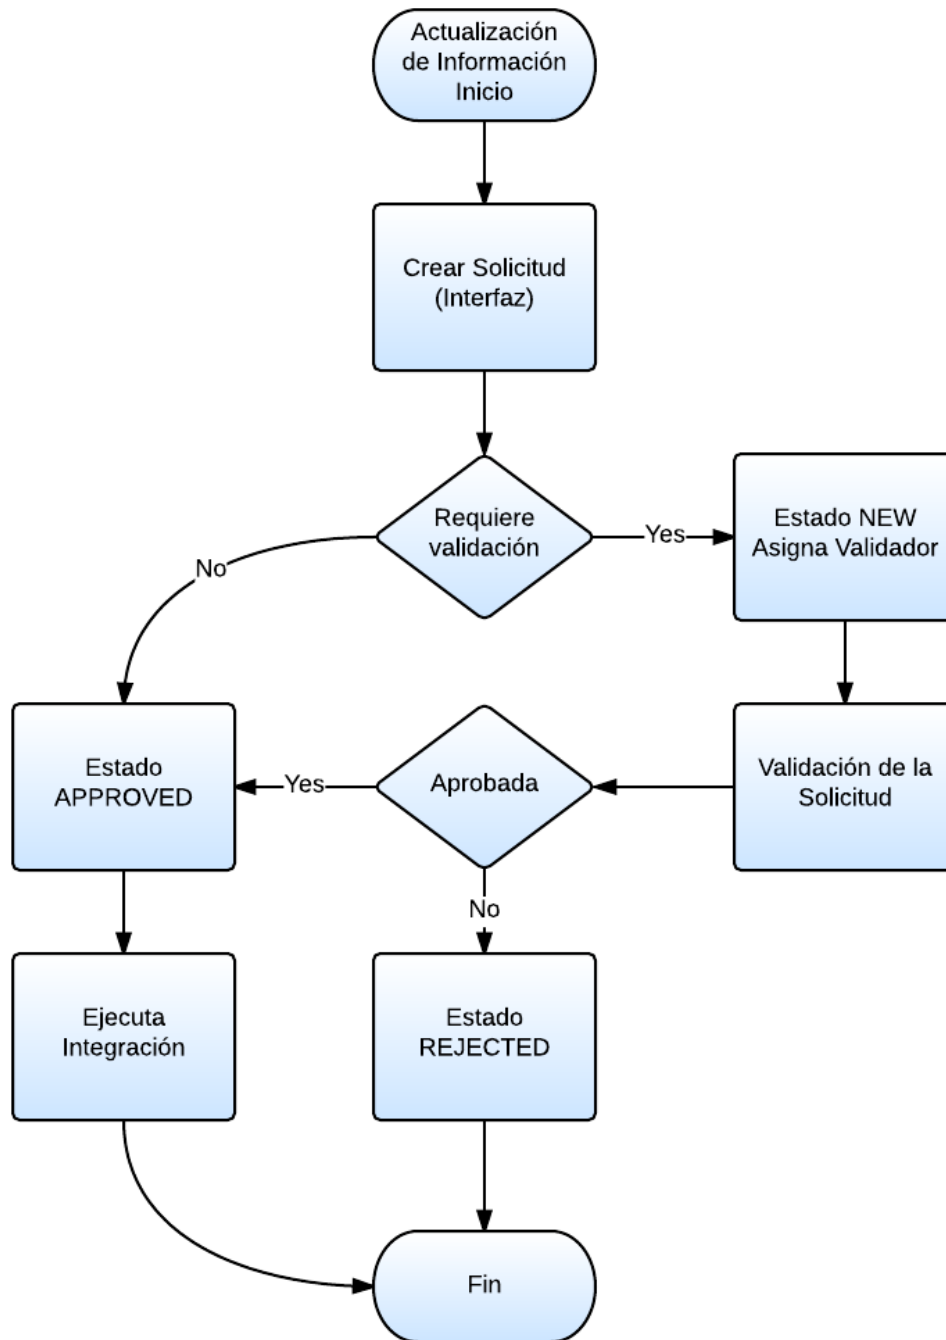 Actualización
de Información
Inicio
Crear Solicitud
(Interfaz)
Requiere
validación
Yes
Estado NEW
Asigna Validador
No
Estado
APPROVED
Yes
Aprobada
Validación de la
Solicitud
No
Ejecuta
Integración
Estado
REJECTED
Fin